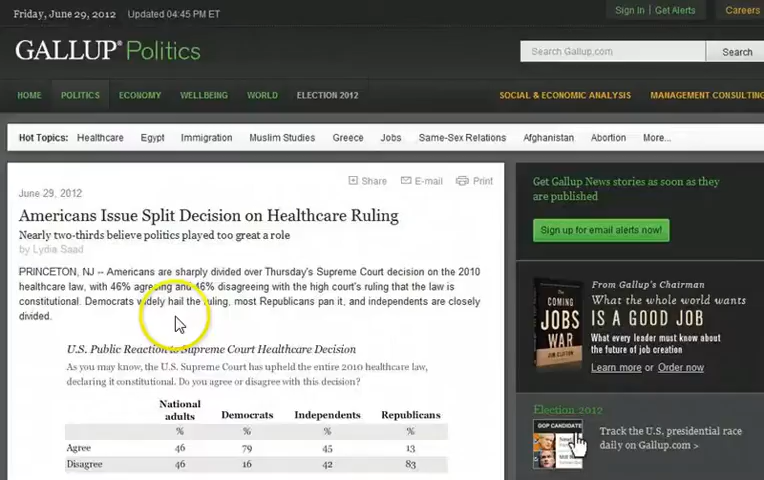 Friday, June 29, 2012 Updated 04:45 PM ET
Sign In | Get Alerts Careers
GALLUP® Politics
Search Gallup.com Search
HOME POLITICS ECONOMY WELLBEING WORLD ELECTION 2012 SOCIAL & ECONOMIC ANALYSIS MANAGEMENT CONSULTING
Hot Topics: Healthcare Egypt Immigration Muslim Studies Greece Jobs Same-Sex Relations Afghanistan Abortion More...
Share E-mail Print
June 29, 2012
Americans Issue Split Decision on Healthcare Ruling
Nearly two-thirds believe politics played too great a role
by Lydia Saad
PRINCETON, NJ -- Americans are sharply divided over Thursday's Supreme Court decision on the 2010
healthcare law, with 46% agreeing and 46% disagreeing with the high court's ruling that the law is
constitutional. Democrats widely hail the ruling, most Republicans pan it, and independents are closely
divided.
U.S. Public Reaction to Supreme Court Healthcare Decision
As you may know, the U.S. Supreme Court has upheld the entire 2010 healthcare law,
declaring it constitutional. Do you agree or disagree with this decision?
National
adults Democrats Independents Republicans
% % % %
Agree 46 79 45 13
Disagree 46 16 42 83
Get Gallup News stories as soon as they
are published
Sign up for email alerts now!
THE
COMING
JOBS
WAR
JIM CLIFTON
From Gallup's Chairman
What the whole world wants
IS A GOOD JOB
What every leader must know about
the future of job creation
Learn more or Order now
Election 2012
GOP CANDIDATE
Track the U.S. presidential race
daily on Gallup.com >